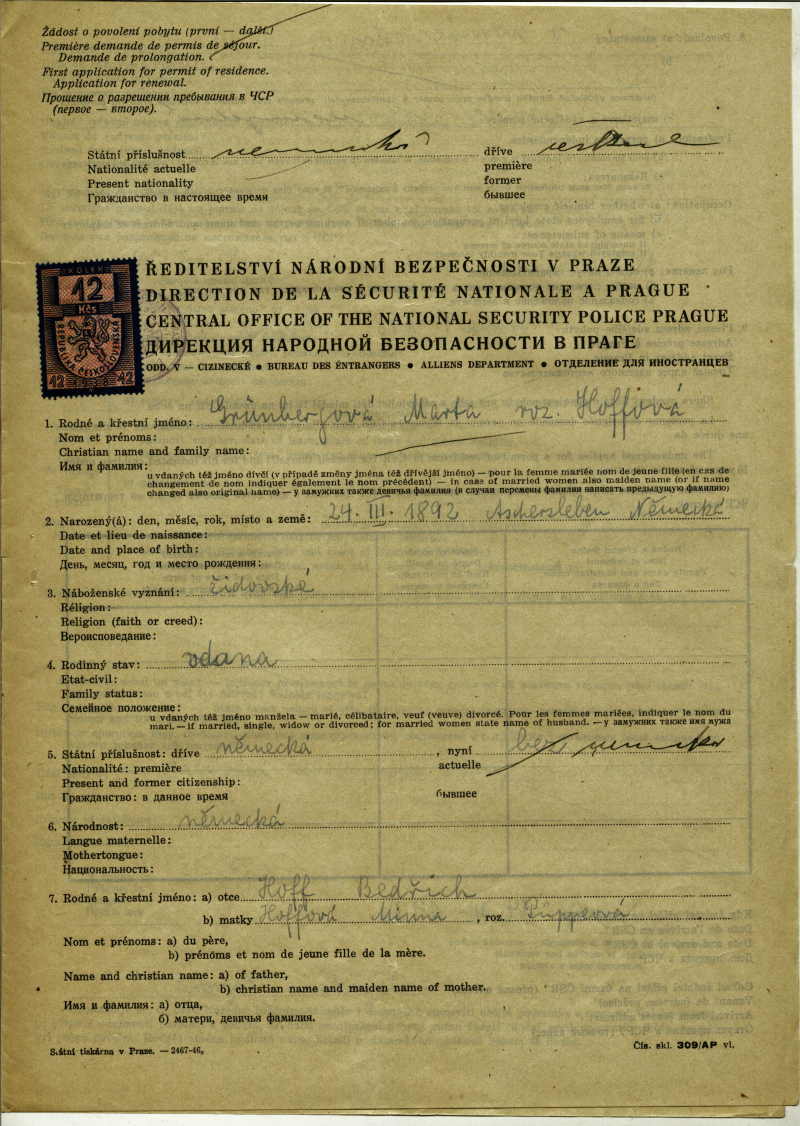 Žádost o povolení pobytu (první — další.)
Première demande de permis de séjour.
Demande de prolongation.
First application for permit of residence.
Application for renewal.
Прошение о разрешении пребывания в ЧСР
(первое — второе).
Státní příslušnost dříve
Nationalité actuelle première
Present nationality former
Гражданство в настоящее время бывшее
ŘEDITELSTVÍ NÁRODNÍ BEZPEČNOSTI V PRAZE
DIRECTION DE LA SÉCURITÉ NATIONALE A PRAGUE
CENTRAL OFFICE OF THE NATIONAL SECURITY POLICE PRAGUE
ДИРЕКЦИЯ НАРОДНОЙ БЕЗОПАСНОСТИ В ПРАГЕ
ODD. V — CIZINECKÉ • BUREAU DES ÉNTRANGERS • ALLIENS DEPARTMENT • ОТДЕЛЕНИЕ ДЛЯ ИНОСТРАНЦЕВ
KOLEK
12
Kčs
REPUBLIKA ČESKOSLOVENSKÁ
12 12
1. Rodné a křestní jméno: Grünbergová Marta roz. Hoffová
Nom et prénoms:
Christian name and family name:
Имя и фамилия:
u vdaných též jméno dívčí (v případě změny jména též dřívější jméno) — pour la femme mariée nom de jeune fille (en cas de
changement de nom indiquer également le nom précédent) — in case of married women also maiden name (or if name
changed also original name) — у замужних также девичья фамилия (в случаи перемены фамилии написать предыдущую фамилию)
2. Narozený(á): den, měsíc, rok, místo a země: 24. III. 1892 Aschersleben Německá
Date et lieu de naissance:
Date and place of birth:
День, месяц, год и место рождения:
3. Náboženské vyznání: židovské
Réligion:
Religion (faith or creed):
Вероисповедание:
4. Rodinný stav: vdana
Etat-civil:
Family status:
Семейное положение:
u vdaných též jméno manžela — marié, célibataire, veuf (veuve) divorcé. Pour les femmes mariées, indiquer le nom du
mari. — if married, single, widow or divorced; for married women state name of husband. — у замужних также имя мужа
5. Státní příslušnost: dříve německá , nyní bez
Nationalité: première actuelle
Present and former citizenship:
Гражданство: в данное время бывшее
6. Národnost: německá
Langue maternelle:
Mothertongue:
Национальность:
7. Rodné a křestní jméno: a) otce Hoff Bedřich
b) matky Hoffová Minna , roz.
Nom et prénoms: a) du père,
b) prénoms et nom de jeune fille de la mère.
Name and christian name: a) of father,
b) christian name and maiden name of mother.
Имя и фамилия: а) отца,
б) матери, девичья фамилия.
Státní tiskárna v Praze. — 2467-46. Čís. skl. 309/AP vl.